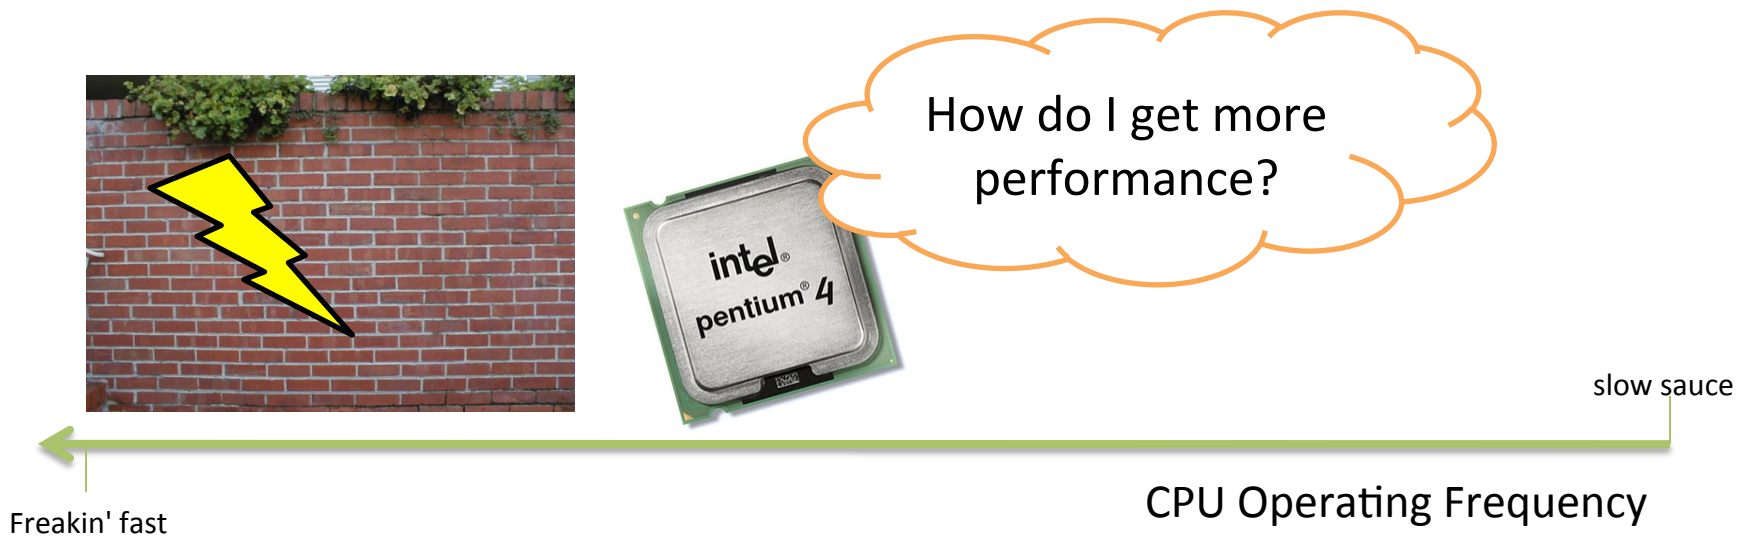 How do I get more
performance?
intel®
pentium® 4
slow sauce
CPU Operating Frequency
Freakin' fast